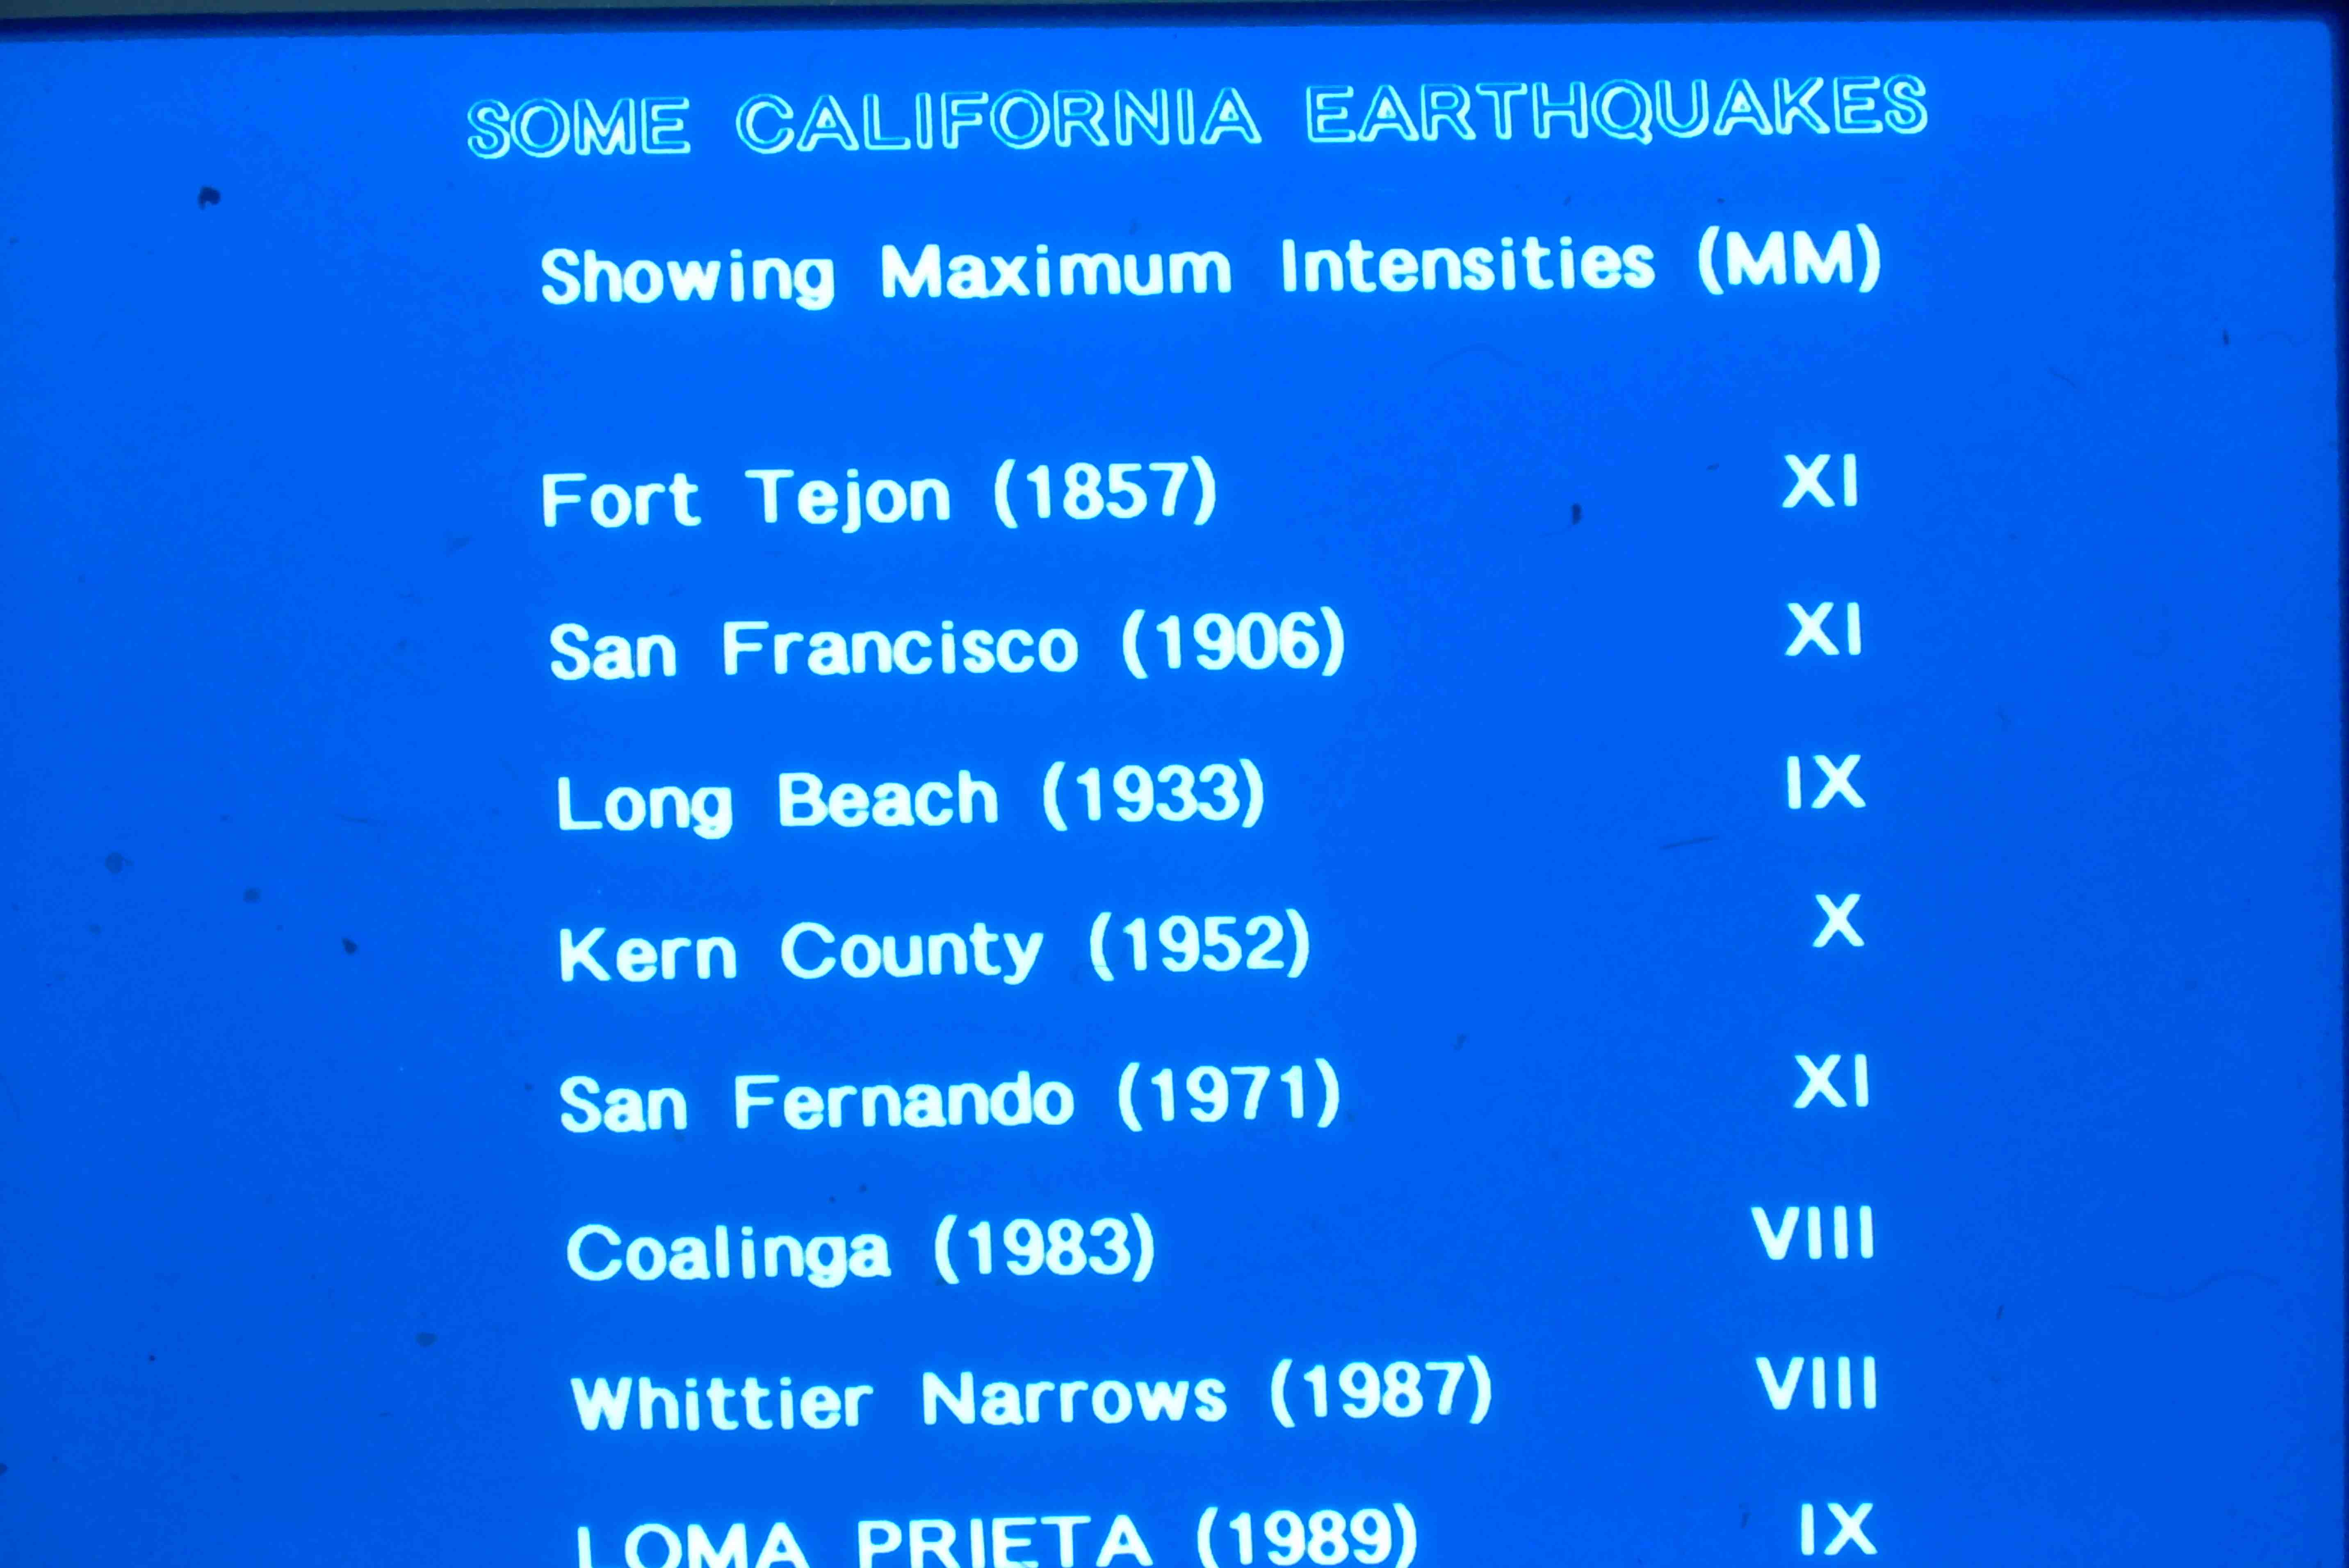 SOME CALIFORNIA EARTHQUAKES
Showing Maximum Intensities (MM)
Fort Tejon (1857) XI
San Francisco (1906) XI
Long Beach (1933) IX
Kern County (1952) X
San Fernando (1971) XI
Coalinga (1983) VIII
Whittier Narrows (1987) VIII
LOMA PRIETA (1989) IX